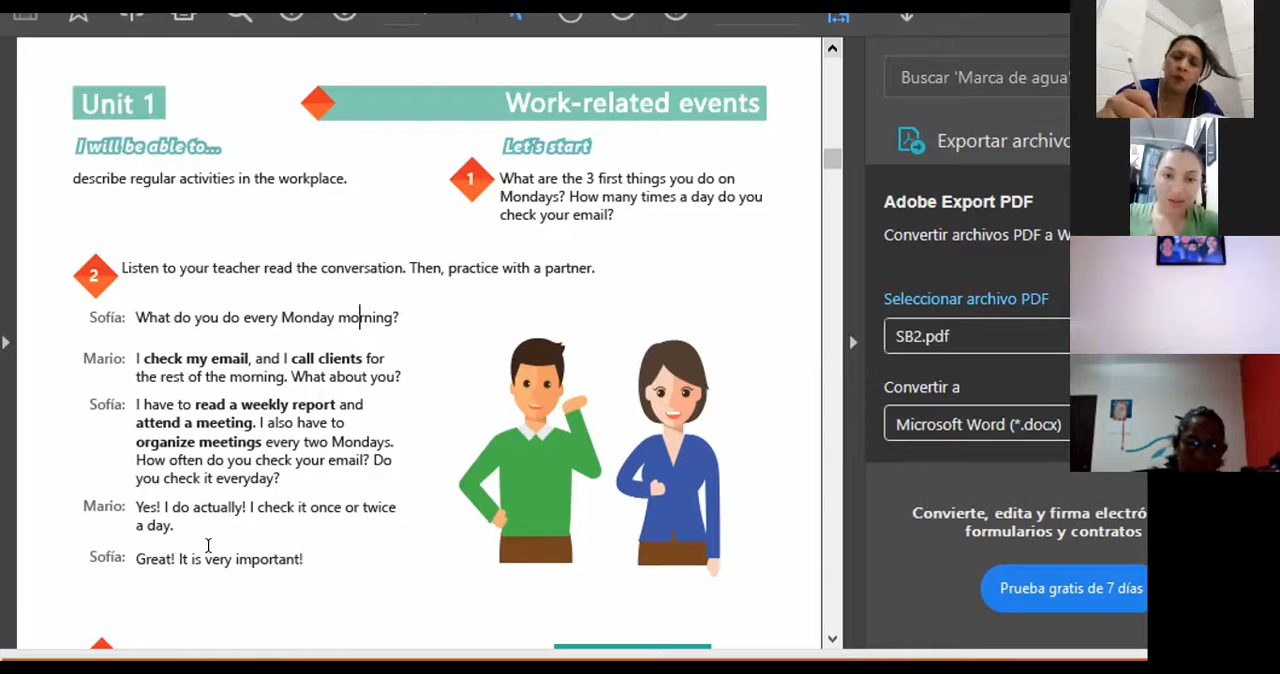 Unit 1
Work-related events
I will be able to...
Let's start
describe regular activities in the workplace.
1
What are the 3 first things you do on
Mondays? How many times a day do you
check your email?
2
Listen to your teacher read the conversation. Then, practice with a partner.
Sofía: What do you do every Monday morning?
Mario: I check my email, and I call clients for
the rest of the morning. What about you?
Sofía: I have to read a weekly report and
attend a meeting. I also have to
organize meetings every two Mondays.
How often do you check your email? Do
you check it everyday?
Mario: Yes! I do actually! I check it once or twice
a day.
Sofía: Great! It is very important!
Buscar 'Marca de agua'
Exportar archivo
Adobe Export PDF
Convertir archivos PDF a W
Seleccionar archivo PDF
SB2.pdf
Convertir a
Microsoft Word (*.docx)
Convierte, edita y firma electró
formularios y contratos
Prueba gratis de 7 días